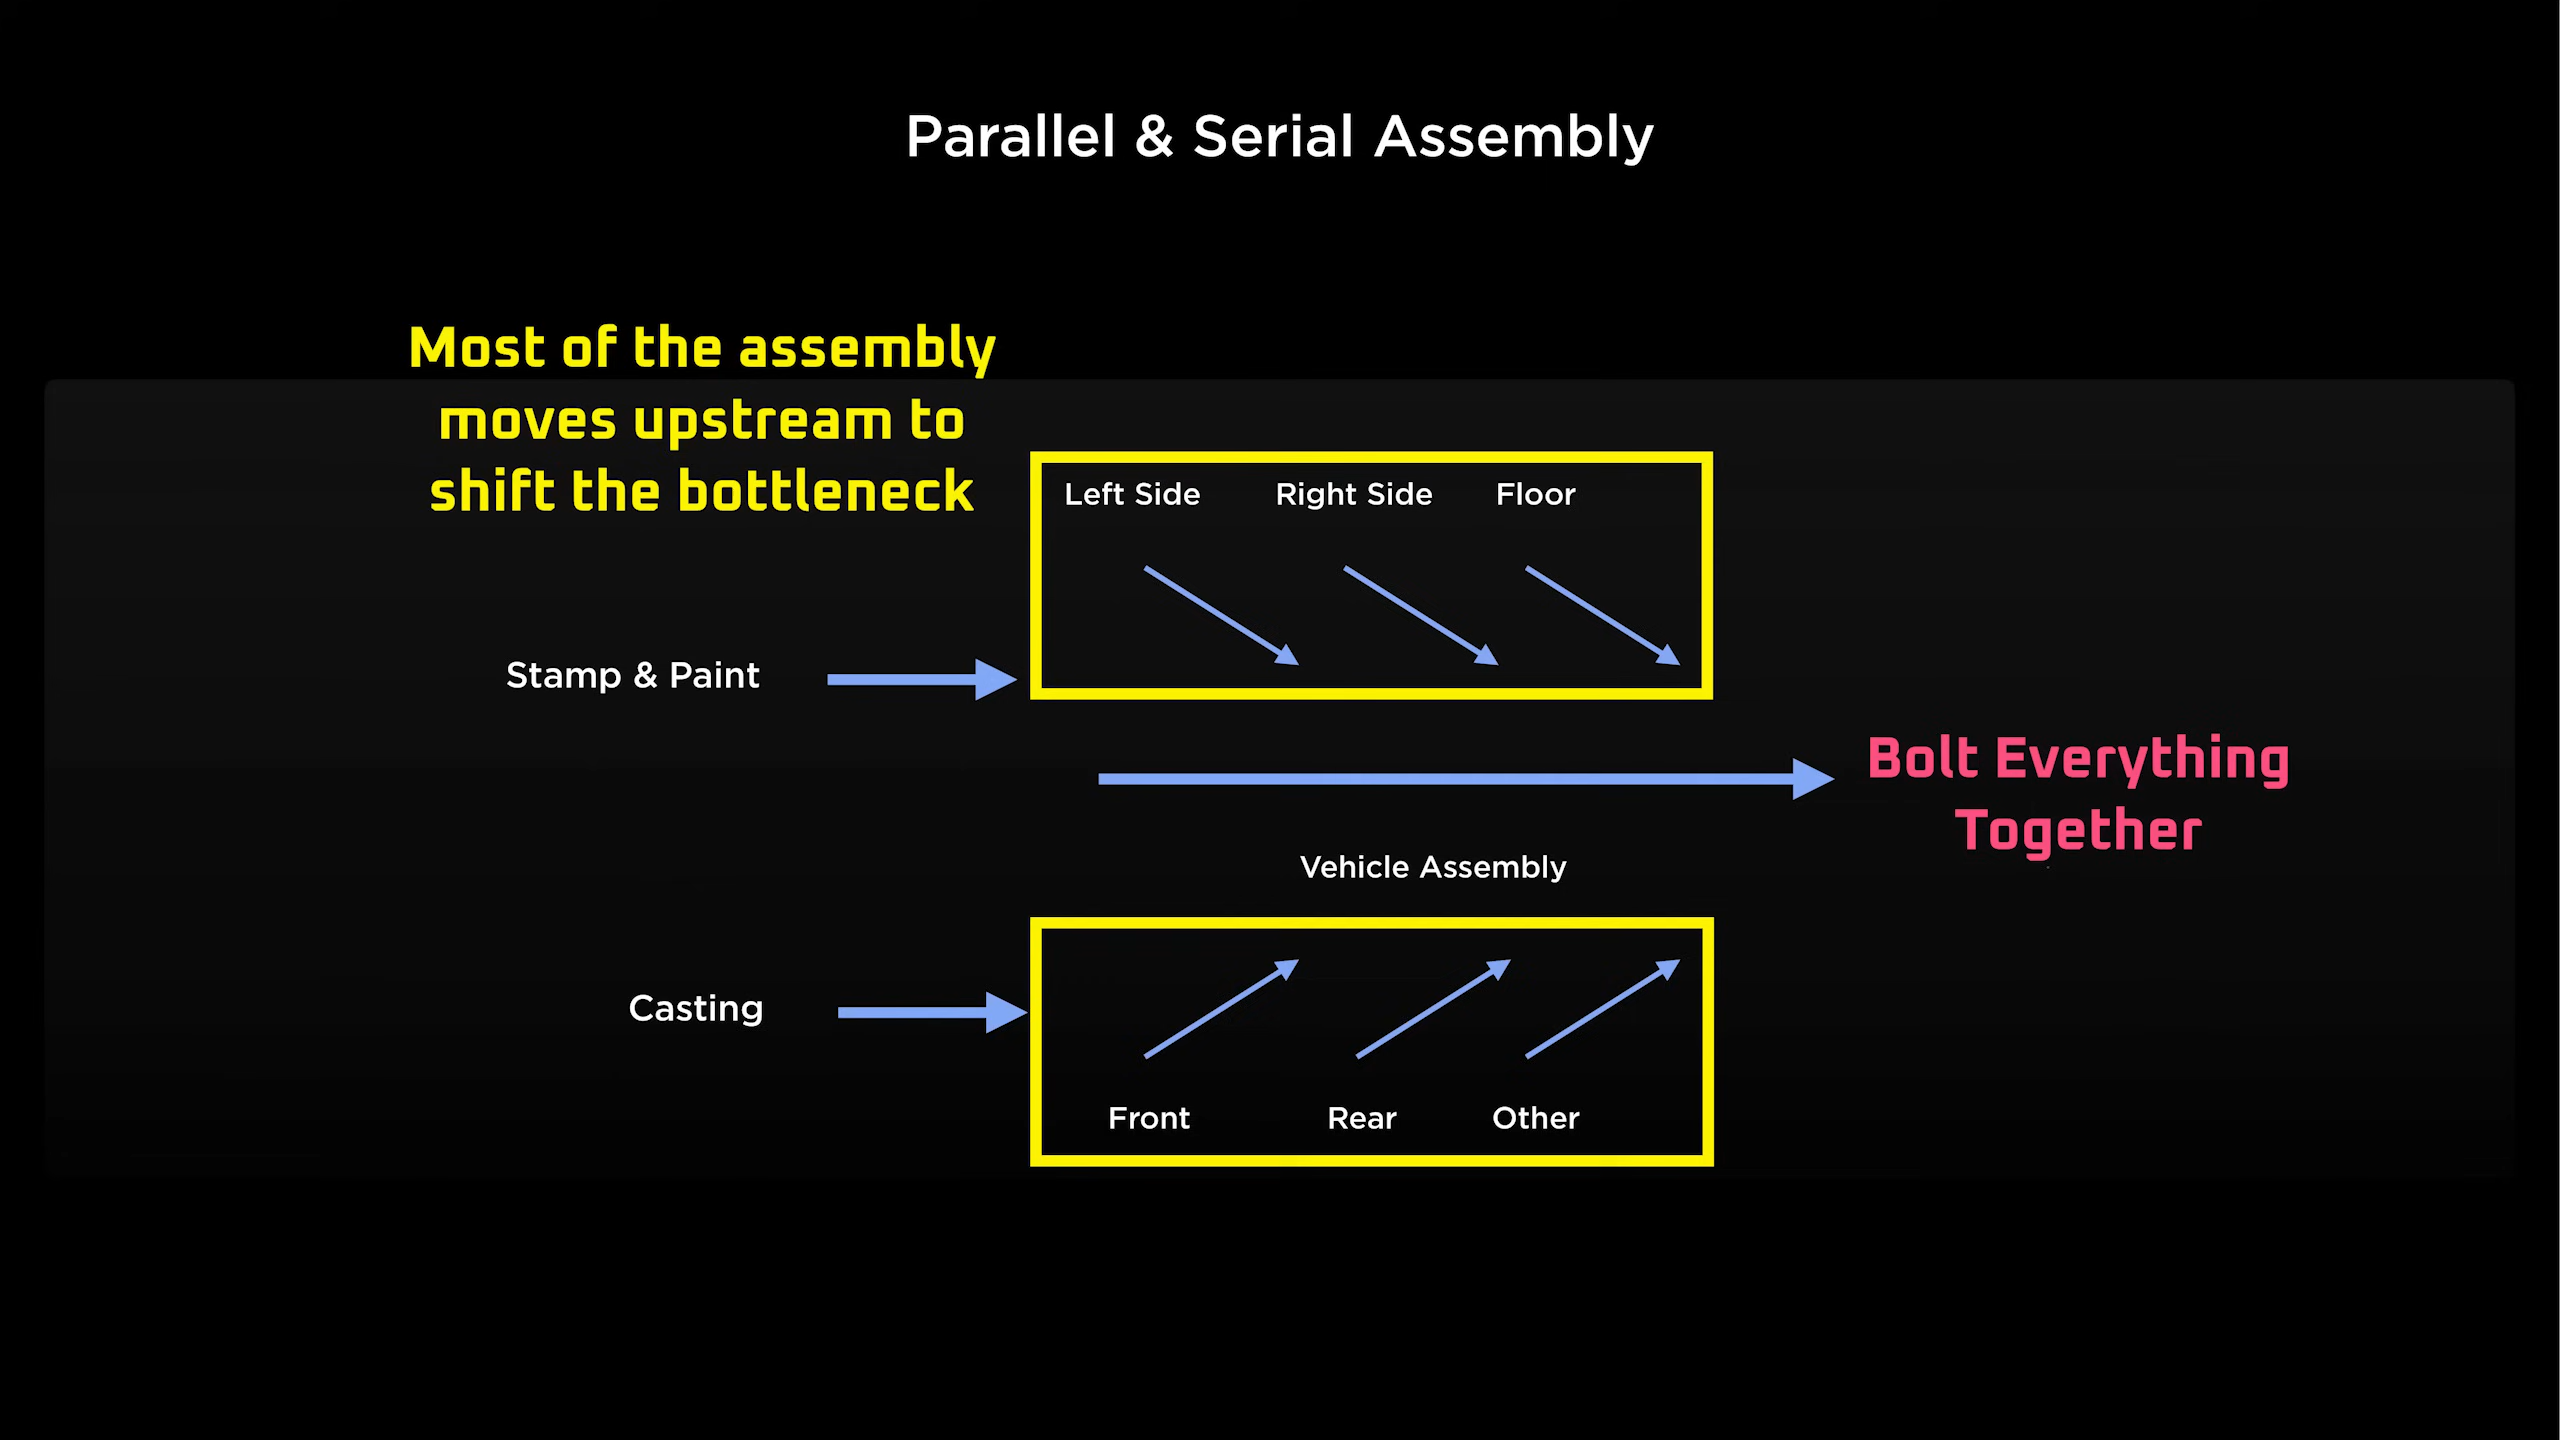 Parallel & Serial Assembly
Most of the assembly
moves upstream to
shift the bottleneck
Left Side
Right Side
Floor
Stamp & Paint
Bolt Everything
Together
Vehicle Assembly
Casting
Front
Rear
Other